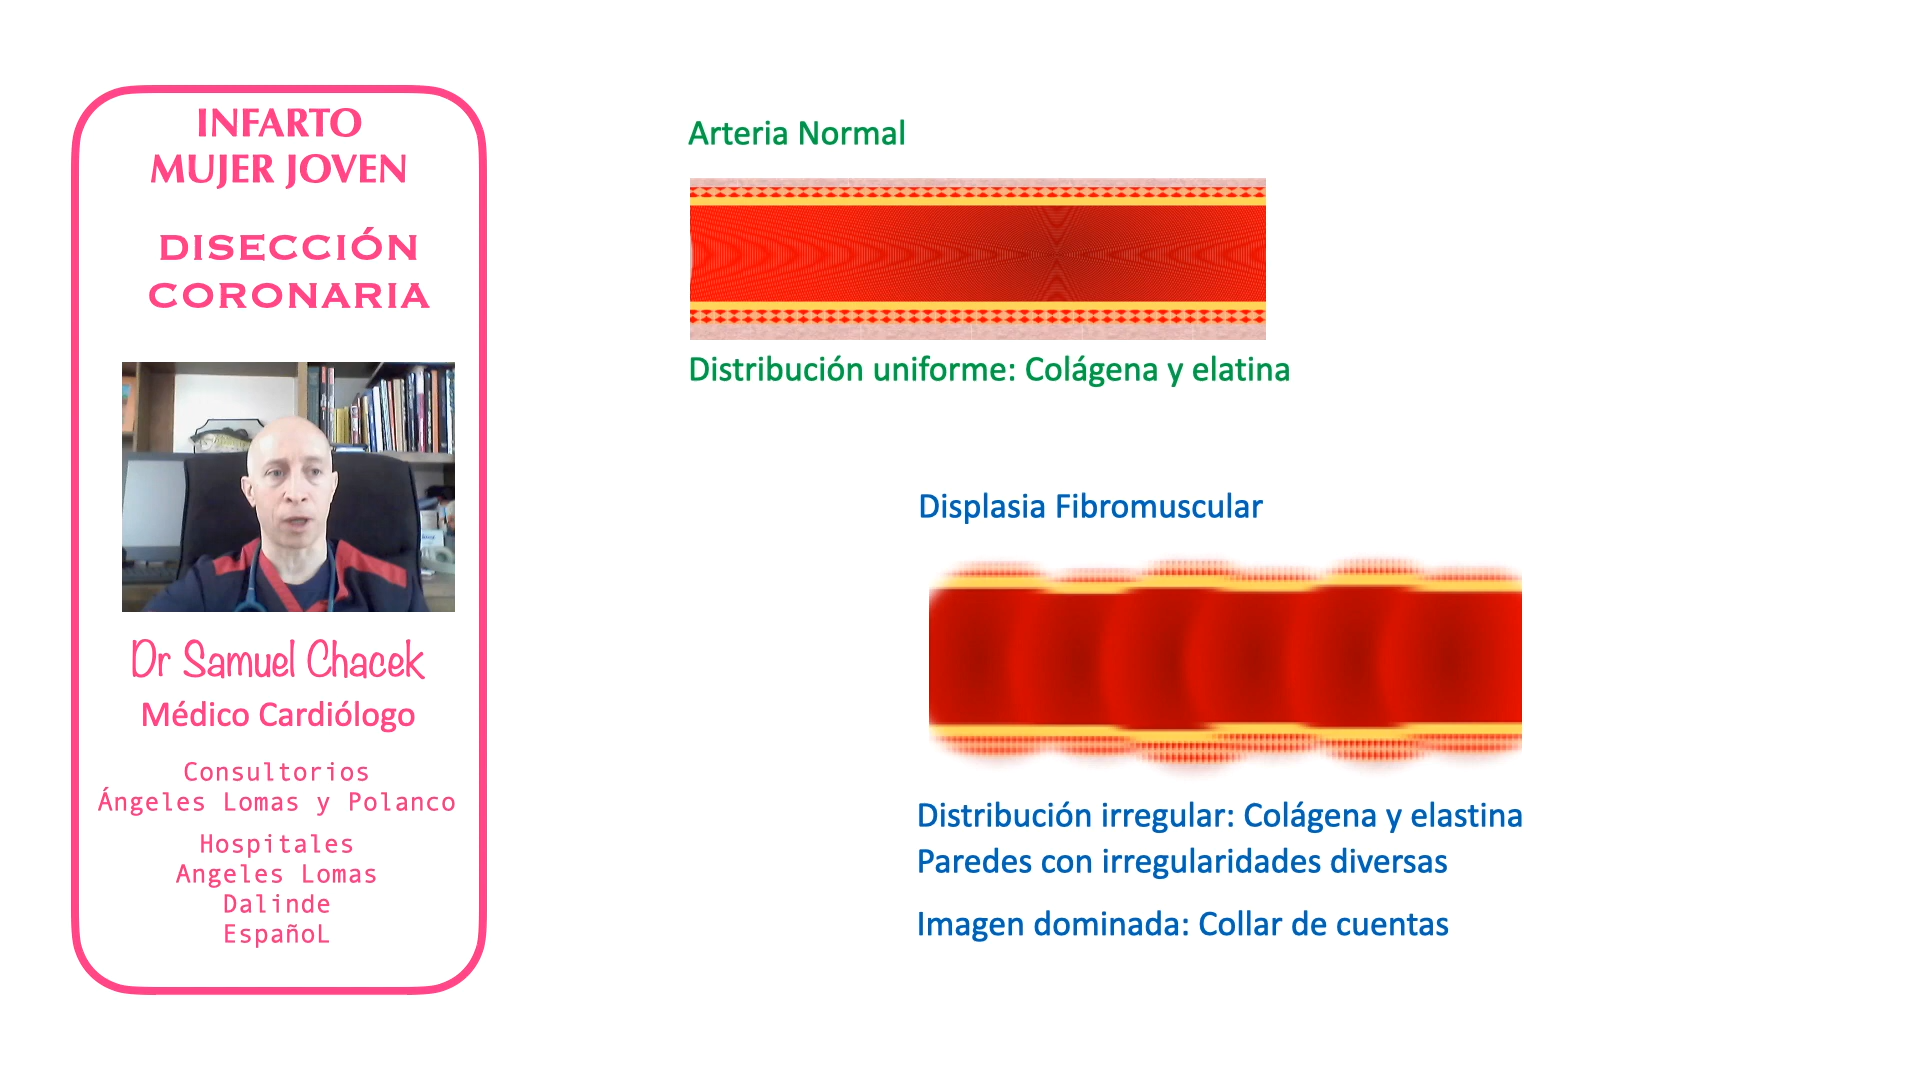 INFARTO
MUJER JOVEN
DISECCIÓN
CORONARIA
Dr Samuel Chacek
Médico Cardiólogo
Consultorios
Ángeles Lomas y Polanco
Hospitales
Angeles Lomas
Dalinde
EspañoL
Arteria Normal
Distribución uniforme: Colágena y elatina
Displasia Fibromuscular
Distribución irregular: Colágena y elastina
Paredes con irregularidades diversas
Imagen dominada: Collar de cuentas